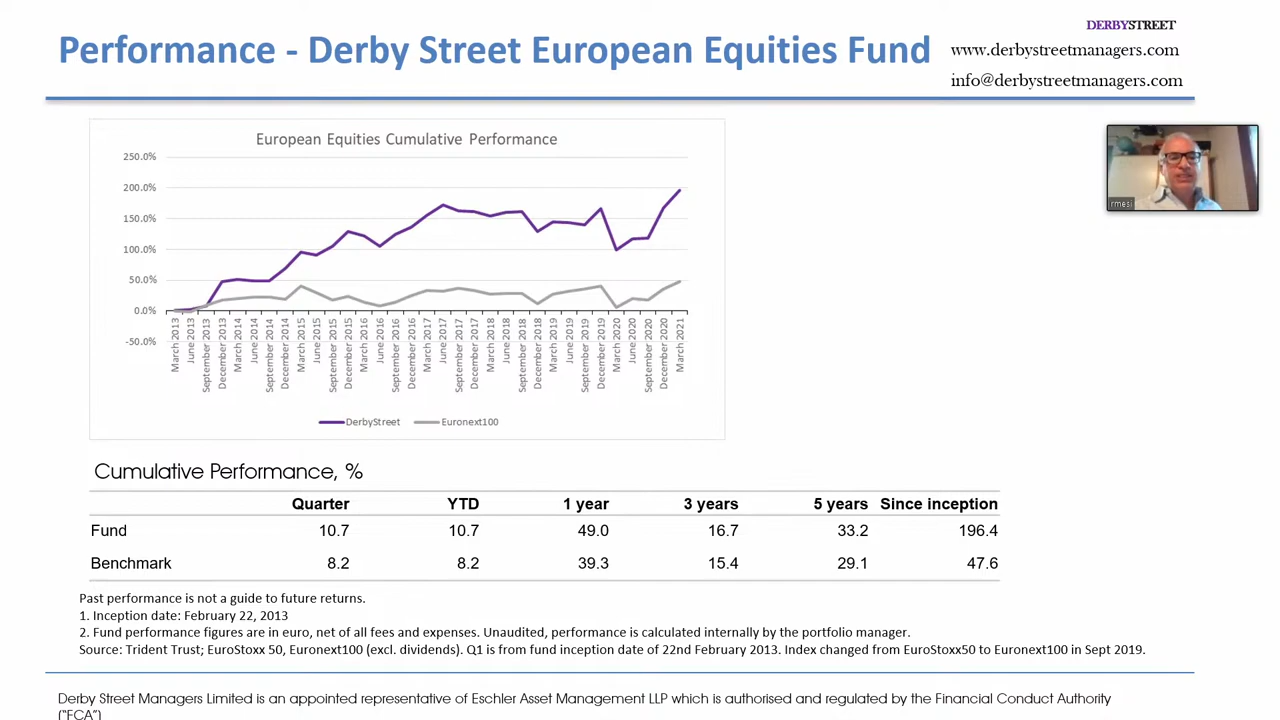 DERBYSTREET
Performance - Derby Street European Equities Fund
www.derbystreetmanagers.com
info@derbystreetmanagers.com
European Equities Cumulative Performance
250.0%
200.0%
150.0%
100.0%
50.0%
0.0%
-50.0%
March 2013
June 2013
September 2013
December 2013
March 2014
June 2014
September 2014
December 2014
March 2015
June 2015
September 2015
December 2015
March 2016
June 2016
September 2016
December 2016
March 2017
June 2017
September 2017
December 2017
March 2018
June 2018
September 2018
December 2018
March 2019
June 2019
September 2019
December 2019
March 2020
June 2020
September 2020
December 2020
March 2021
DerbyStreet Euronext100
rmesi
Cumulative Performance, %
Quarter YTD 1 year 3 years 5 years Since inception
Fund 10.7 10.7 49.0 16.7 33.2 196.4
Benchmark 8.2 8.2 39.3 15.4 29.1 47.6
Past performance is not a guide to future returns.
1. Inception date: February 22, 2013
2. Fund performance figures are in euro, net of all fees and expenses. Unaudited, performance is calculated internally by the portfolio manager.
Source: Trident Trust; EuroStoxx 50, Euronext100 (excl. dividends). Q1 is from fund inception date of 22nd February 2013. Index changed from EuroStoxx50 to Euronext100 in Sept 2019.
Derby Street Managers Limited is an appointed representative of Eschler Asset Management LLP which is authorised and regulated by the Financial Conduct Authority
("FCA")